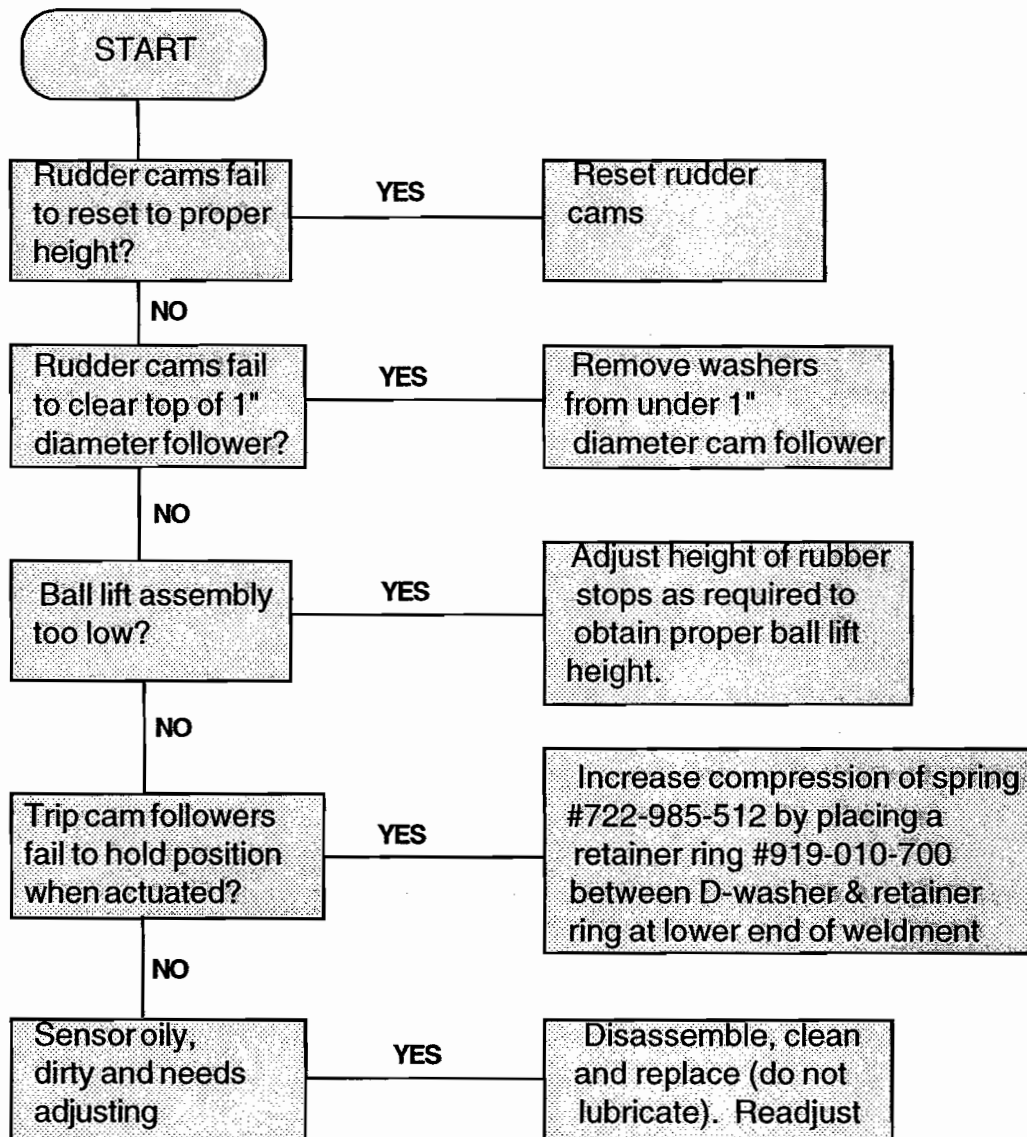 START
Rudder cams fail
to reset to proper
height?
YES
Reset rudder
cams
NO
Rudder cams fail
to clear top of 1"
diameter follower?
YES
Remove washers
from under 1"
diameter cam follower
NO
Ball lift assembly
too low?
YES
Adjust height of rubber
stops as required to
obtain proper ball lift
height.
NO
Trip cam followers
fail to hold position
when actuated?
YES
Increase compression of spring
#722-985-512 by placing a
retainer ring #919-010-700
between D-washer & retainer
ring at lower end of weldment
NO
Sensor oily,
dirty and needs
adjusting
YES
Disassemble, clean
and replace (do not
lubricate). Readjust